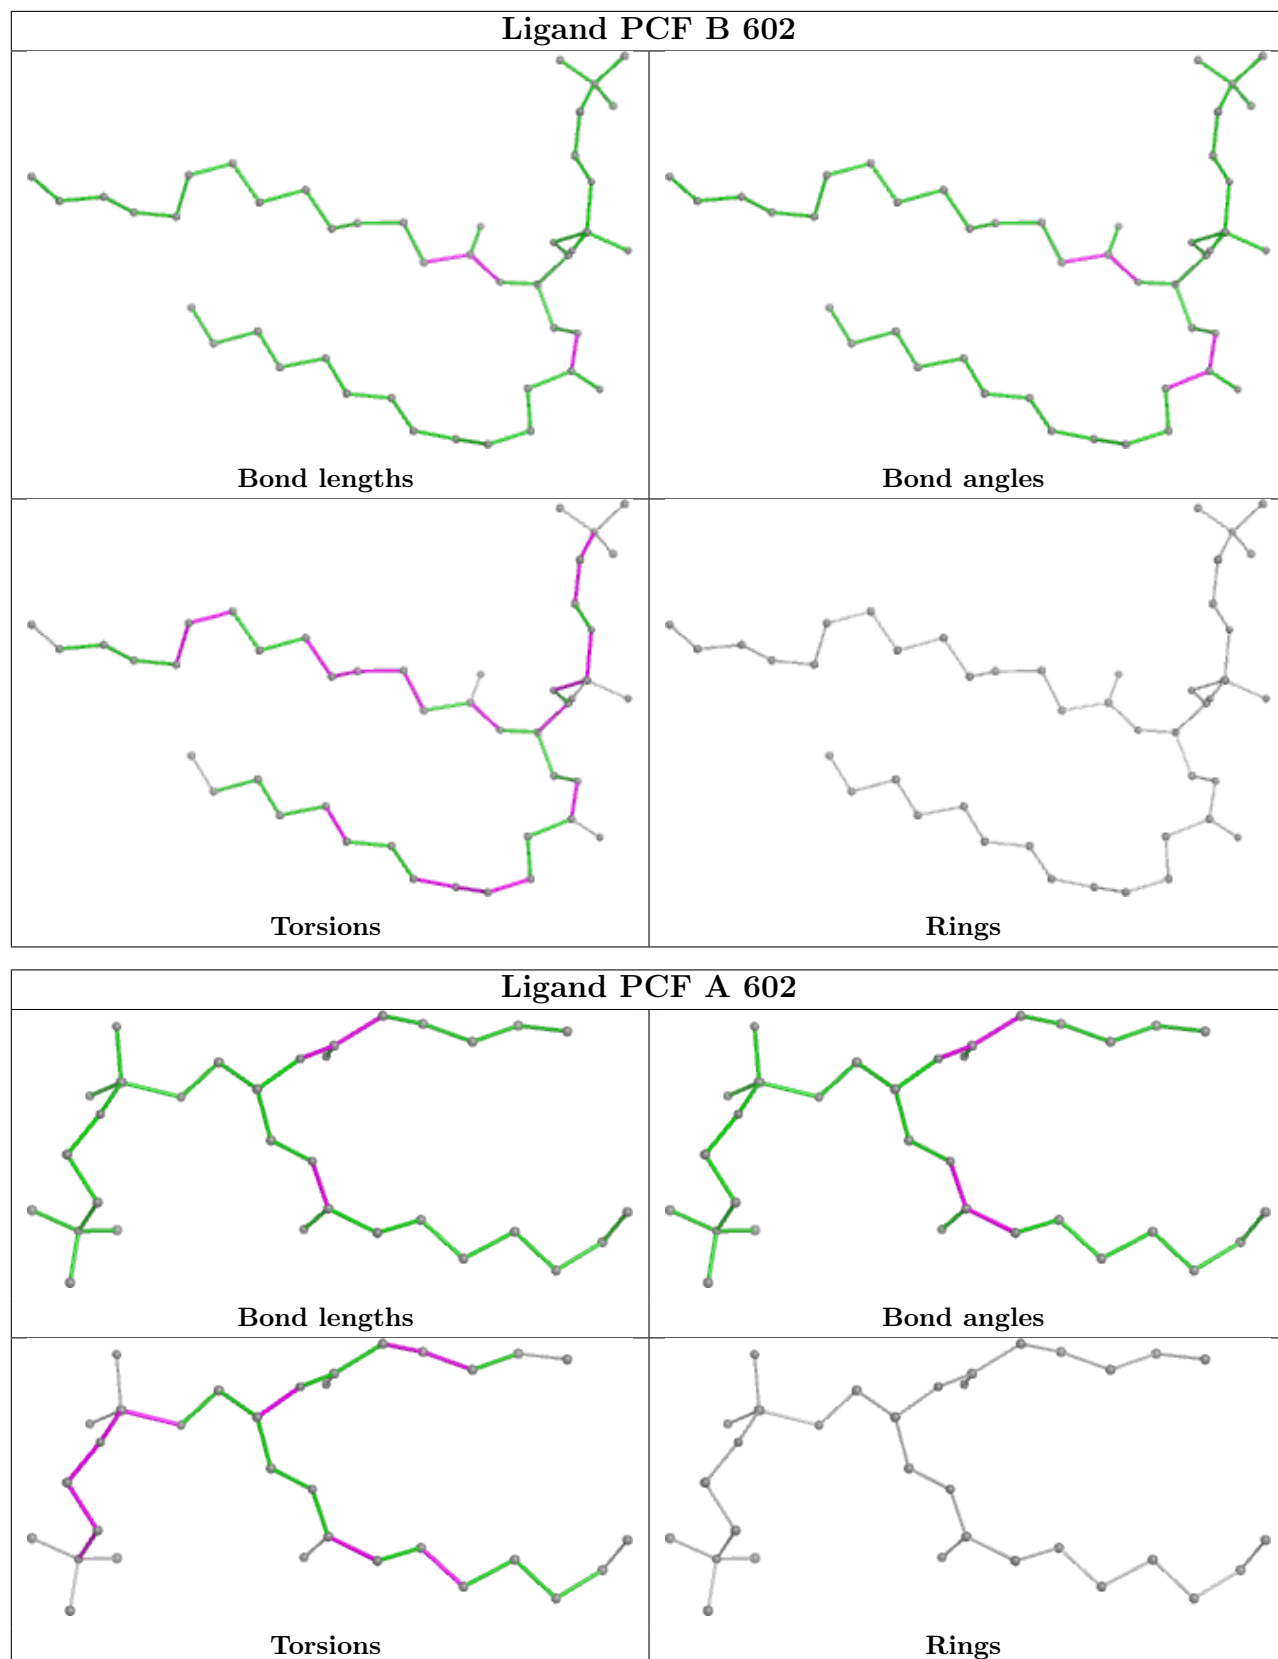 Ligand PCF B 602
Bond lengths
Bond angles
Torsions
Rings
Ligand PCF A 602
Bond lengths
Bond angles
Torsions
Rings